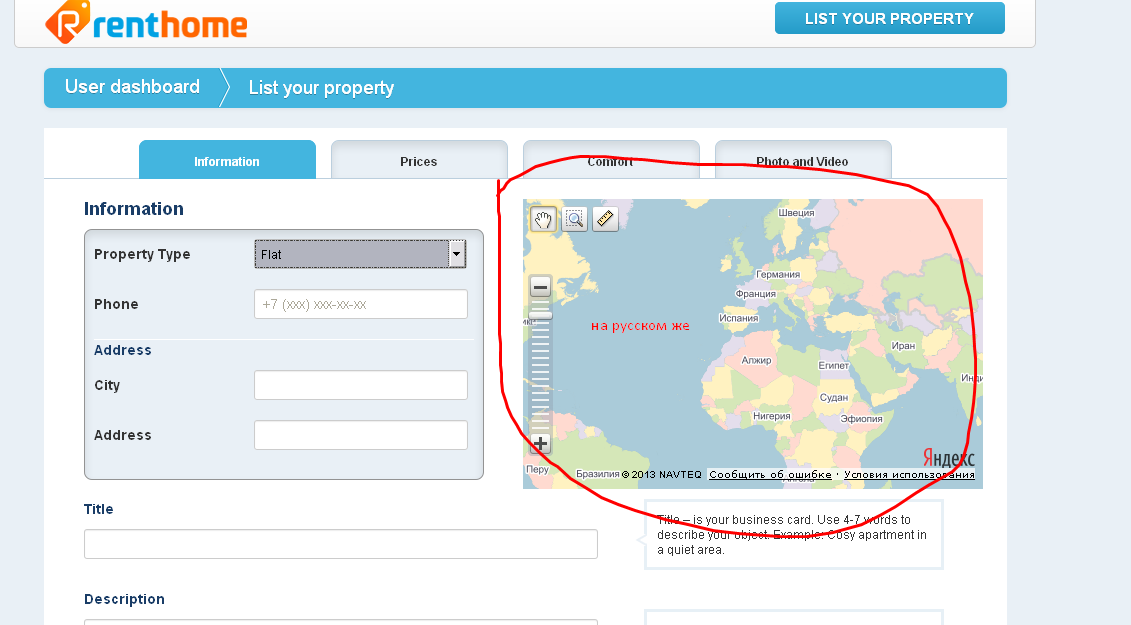 renthome
LIST YOUR PROPERTY
User dashboard
List your property
Information
Prices
Comfort
Photo and Video
Information
Property Type
Flat
Phone
+7 (xxx) xxx-xx-xx
Address
City
Address
Швеция
Германия
Франция
Испания
на русском же
Иран
Алжир
Египет
Судан
Нигерия
Эфиопия
Перу
Бразилия
Яндекс
© 2013 NAVTEQ
Сообщить об ошибке · Условия использования
Title
Title – is your business card. Use 4-7 words to
describe your object. Example: Cosy apartment in
a quiet area.
Description